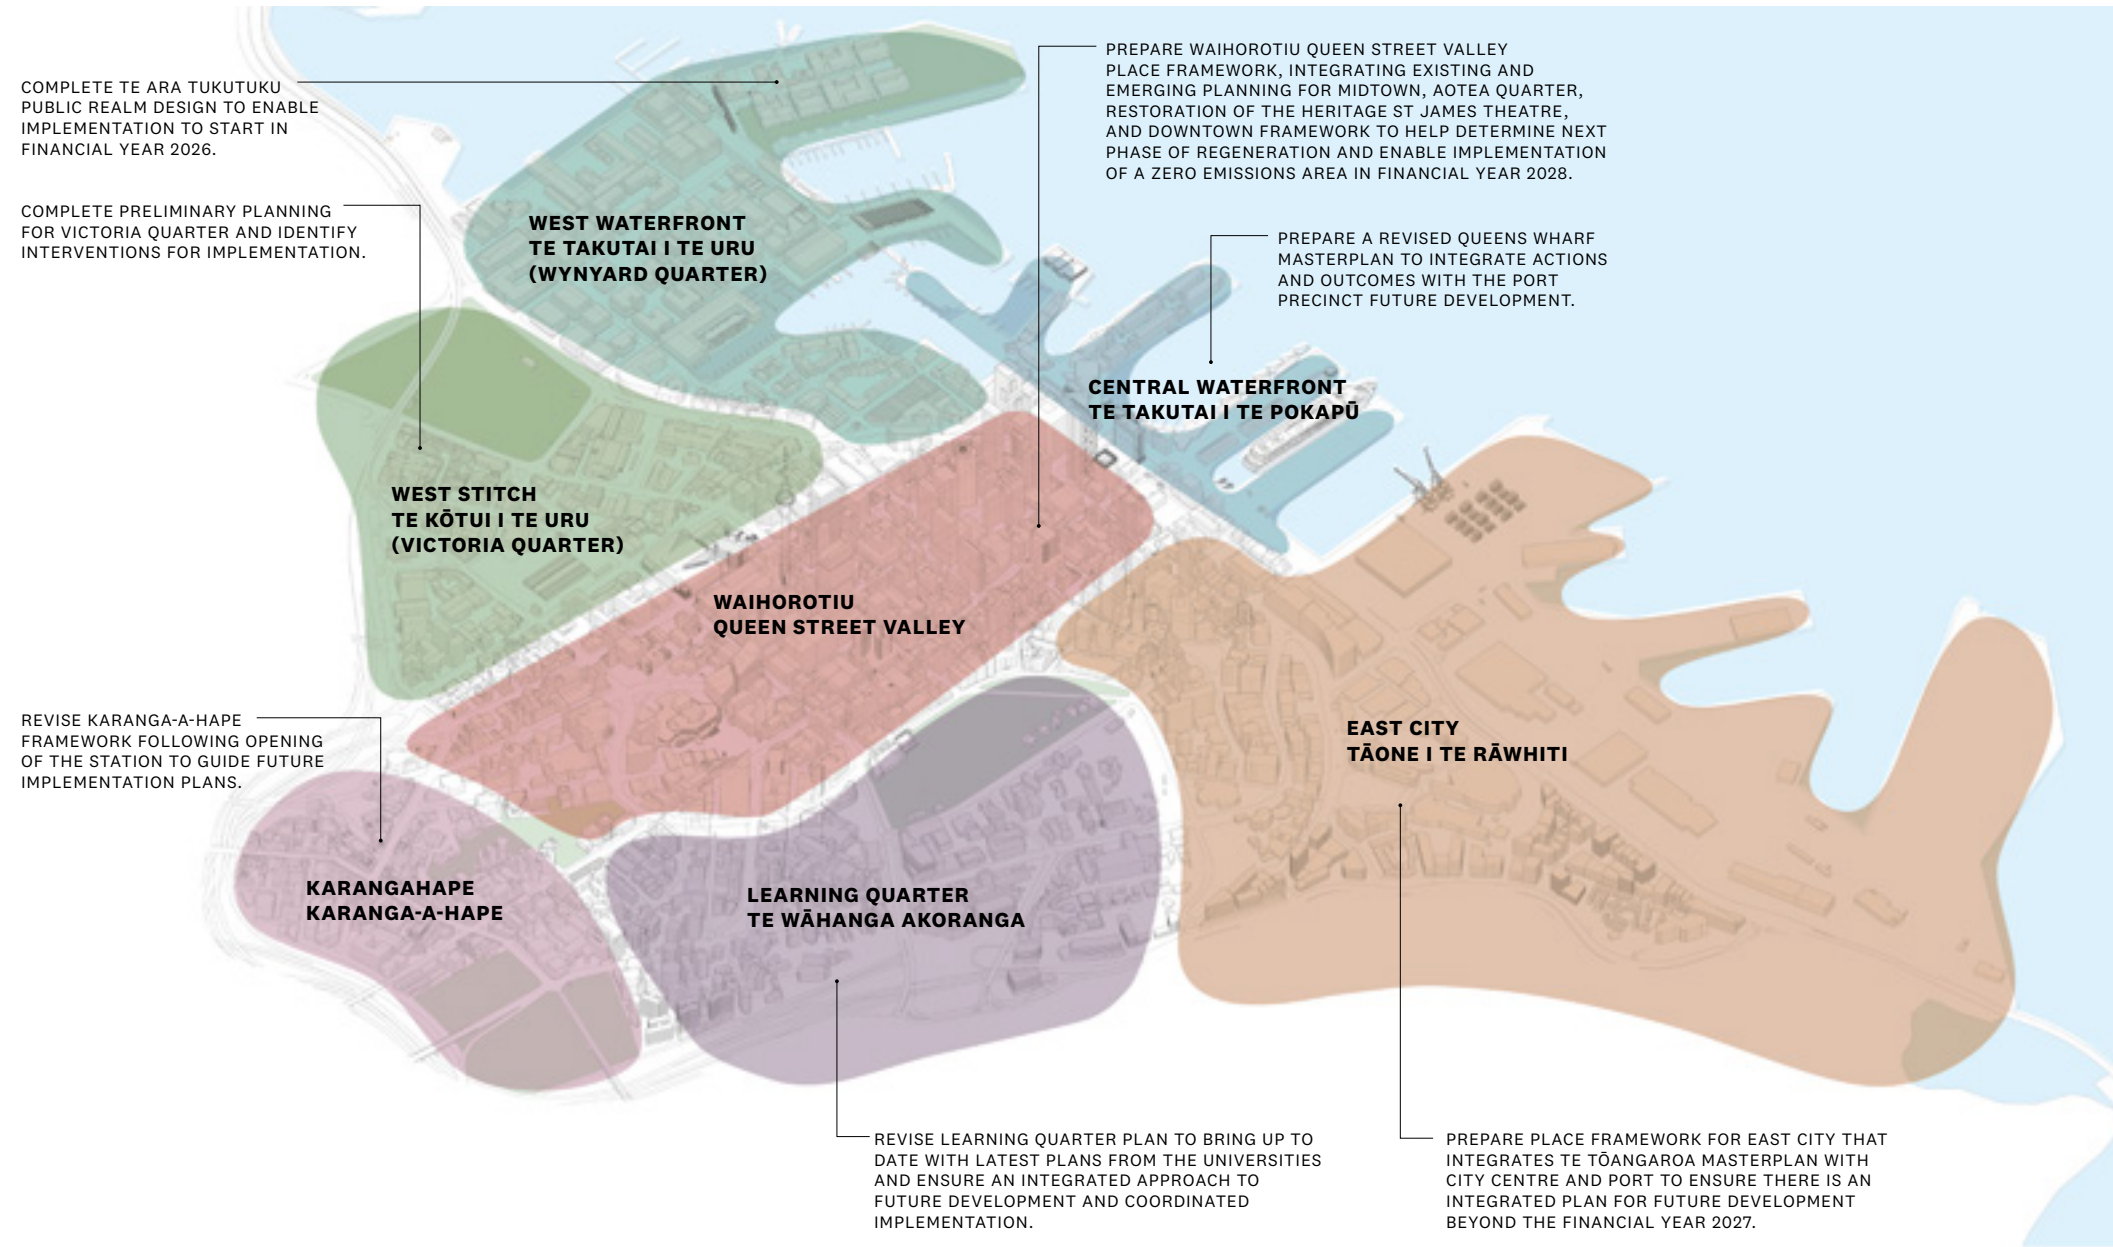 COMPLETE TE ARA TUKUTUKU
PUBLIC REALM DESIGN TO ENABLE
IMPLEMENTATION TO START IN
FINANCIAL YEAR 2026.
COMPLETE PRELIMINARY PLANNING
FOR VICTORIA QUARTER AND IDENTIFY
INTERVENTIONS FOR IMPLEMENTATION.
PREPARE WAIHOROTIU QUEEN STREET VALLEY
PLACE FRAMEWORK, INTEGRATING EXISTING AND
EMERGING PLANNING FOR MIDTOWN, AOTEA QUARTER,
RESTORATION OF THE HERITAGE ST JAMES THEATRE,
AND DOWNTOWN FRAMEWORK TO HELP DETERMINE NEXT
PHASE OF REGENERATION AND ENABLE IMPLEMENTATION
OF A ZERO EMISSIONS AREA IN FINANCIAL YEAR 2028.
PREPARE A REVISED QUEENS WHARF
MASTERPLAN TO INTEGRATE ACTIONS
AND OUTCOMES WITH THE PORT
PRECINCT FUTURE DEVELOPMENT.
WEST WATERFRONT
TE TAKUTAI I TE URU
(WYNYARD QUARTER)
CENTRAL WATERFRONT
TE TAKUTAI I TE POKAPŪ
WEST STITCH
TE KŌTUI I TE URU
(VICTORIA QUARTER)
WAIHOROTIU
QUEEN STREET VALLEY
REVISE KARANGA-A-HAPE
FRAMEWORK FOLLOWING OPENING
OF THE STATION TO GUIDE FUTURE
IMPLEMENTATION PLANS.
EAST CITY
TĀONE I TE RĀWHITI
KARANGAHAPE
KARANGA-A-HAPE
LEARNING QUARTER
TE WĀHANGA AKORANGA
REVISE LEARNING QUARTER PLAN TO BRING UP TO
DATE WITH LATEST PLANS FROM THE UNIVERSITIES
AND ENSURE AN INTEGRATED APPROACH TO
FUTURE DEVELOPMENT AND COORDINATED
IMPLEMENTATION.
PREPARE PLACE FRAMEWORK FOR EAST CITY THAT
INTEGRATES TE TŌANGAROA MASTERPLAN WITH
CITY CENTRE AND PORT TO ENSURE THERE IS AN
INTEGRATED PLAN FOR FUTURE DEVELOPMENT
BEYOND THE FINANCIAL YEAR 2027.